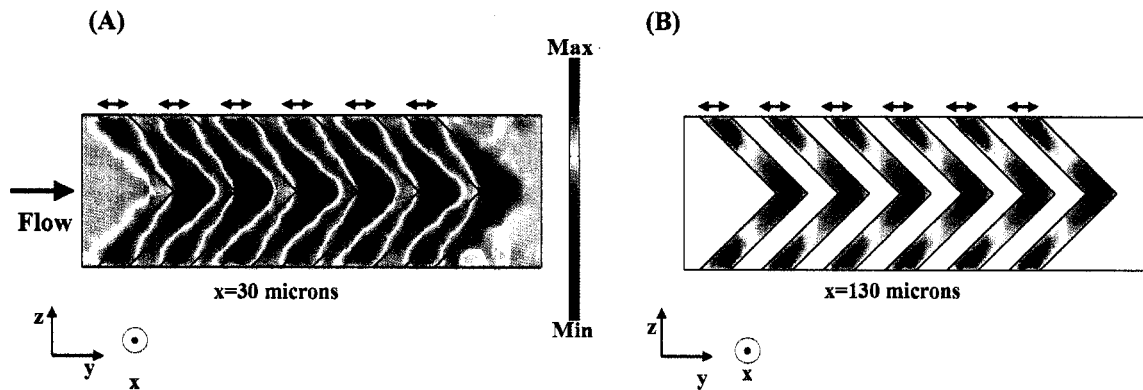 (A)
(B)
Max
Flow
x=30 microns
x=130 microns
Min
z
y
x
z
y
x